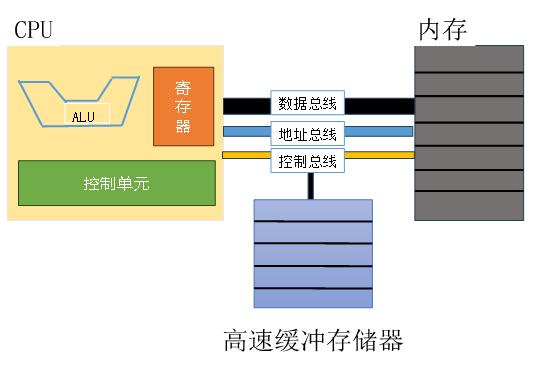 CPU
内存
寄存器
ALU
数据总线
地址总线
控制总线
控制单元
高速缓冲存储器